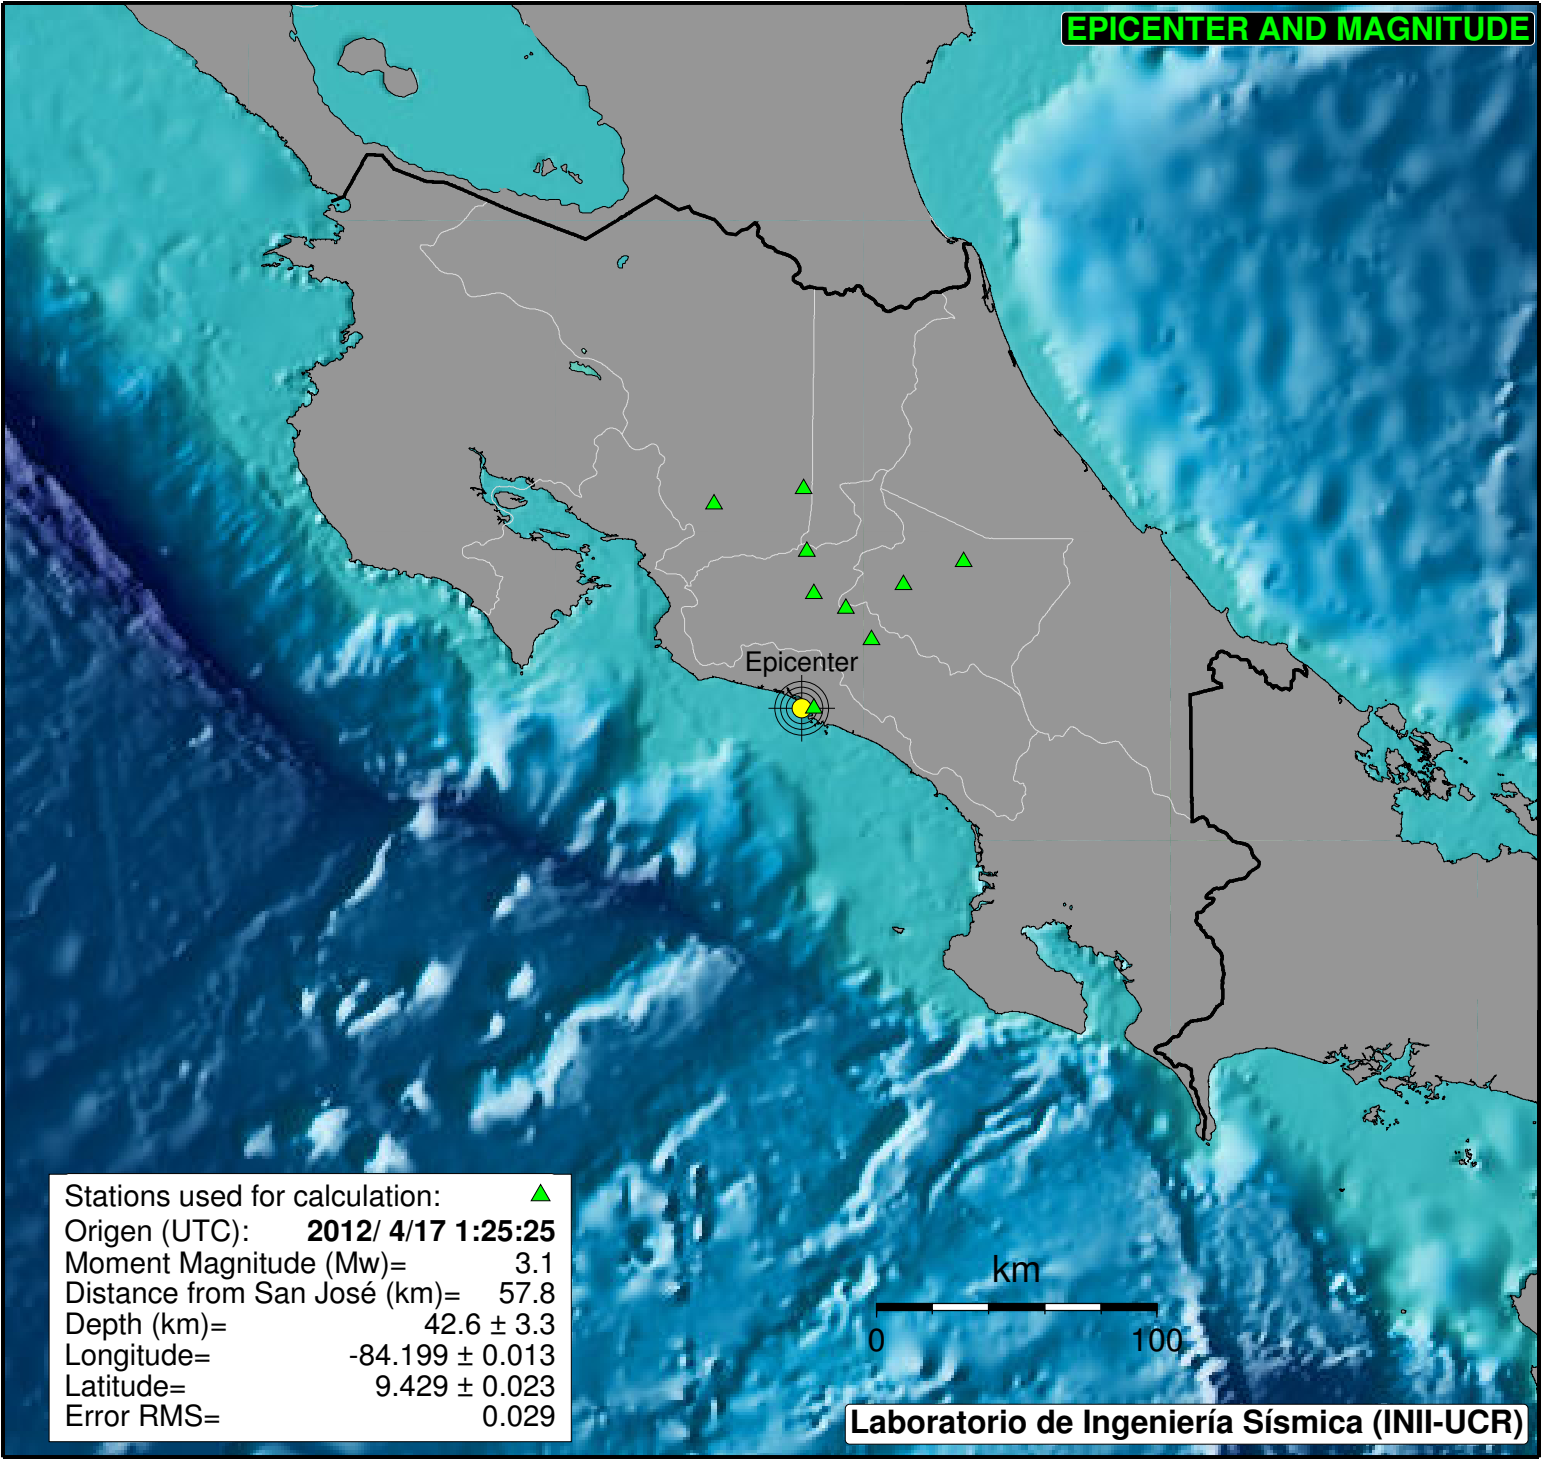 EPICENTER AND MAGNITUDE
Epicenter
Stations used for calculation:
Origen (UTC): 2012/ 4/17 1:25:25
Moment Magnitude (Mw)= 3.1
Distance from San José (km)= 57.8
Depth (km)= 42.6 ± 3.3
Longitude= -84.199 ± 0.013
Latitude= 9.429 ± 0.023
Error RMS= 0.029
km
0 100
Laboratorio de Ingeniería Sísmica (INII-UCR)